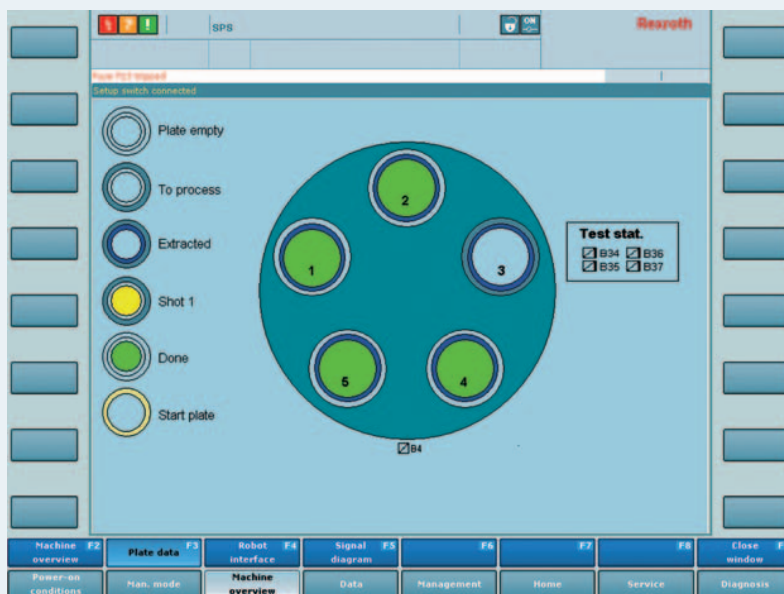 SPS
ON
Rexroth
Setup switch connected
Plate empty
To process
Extracted
Shot 1
Done
Start plate
1
2
3
4
5
Test stat.
B34 B36
B35 B37
B4
Machine overview F2
Plate data F3
Robot interface F4
Signal diagram F5
F6
F7
F8
Close window F
Power-on conditions
Man. mode
Machine overview
Data
Management
Home
Service
Diagnosis